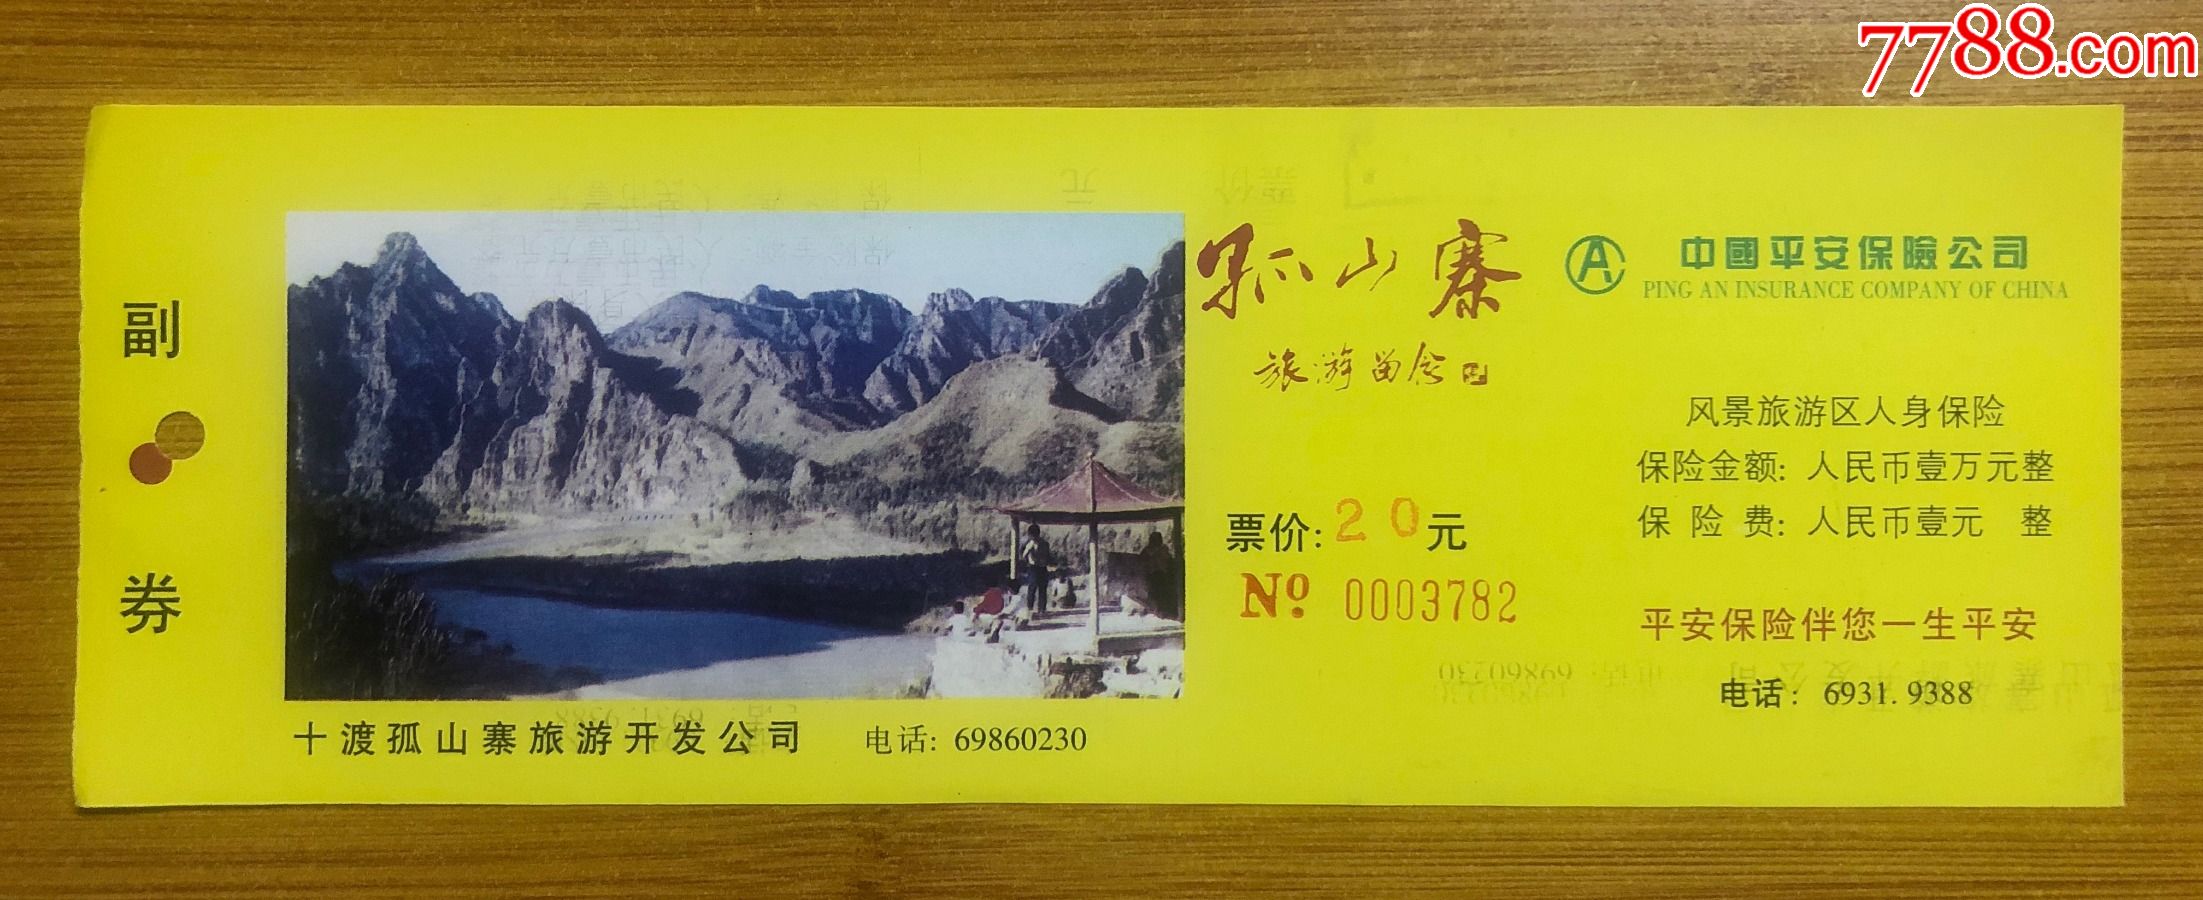 7788.com
副
券
孤山寨
旅游留念
票价: 20元
Nº 0003782
中國平安保險公司
PING AN INSURANCE COMPANY OF CHINA
风景旅游区人身保险
保险金额: 人民币壹万元整
保 险 费: 人民币壹元 整
平安保险伴您一生平安
电话: 6931.9388
十渡孤山寨旅游开发公司 电话: 69860230